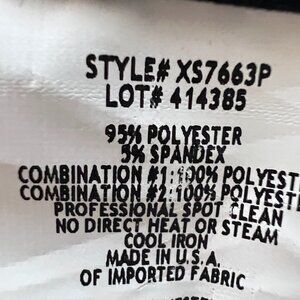 STYLE# XS7663P
LOT# 414385
95% POLYESTER
5% SPANDEX
COMBINATION #1:100% POLYEST
COMBINATION #2:100% POLYEST
PROFESSIONAL SPOT CLEAN
NO DIRECT HEAT OR STEAM
COOL IRON
MADE IN U.S.A.
OF IMPORTED FABRIC